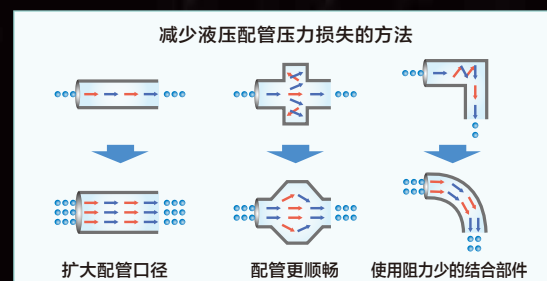 减少液压配管压力损失的方法
扩大配管口径
配管更顺畅
使用阻力少的结合部件